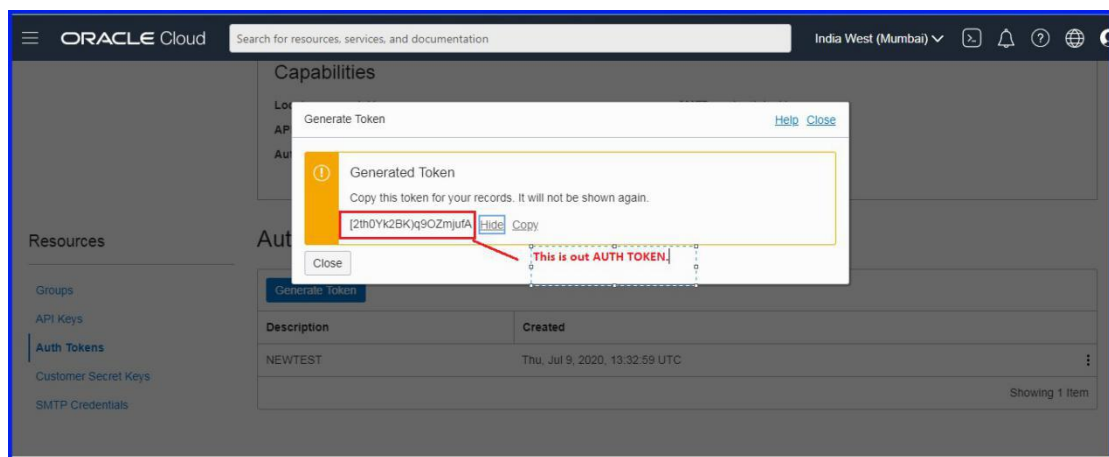 ORACLE Cloud
Search for resources, services, and documentation
India West (Mumbai)
Capabilities
Generate Token
Help Close
Generated Token
Copy this token for your records. It will not be shown again.
[2th0Yk2BK)q9OZmjufA Hide Copy
This is out AUTH TOKEN.
Close
Resources
Groups
API Keys
Auth Tokens
Customer Secret Keys
SMTP Credentials
Generate Token
Description Created
NEWTEST Thu, Jul 9, 2020, 13:32:59 UTC
Showing 1 Item